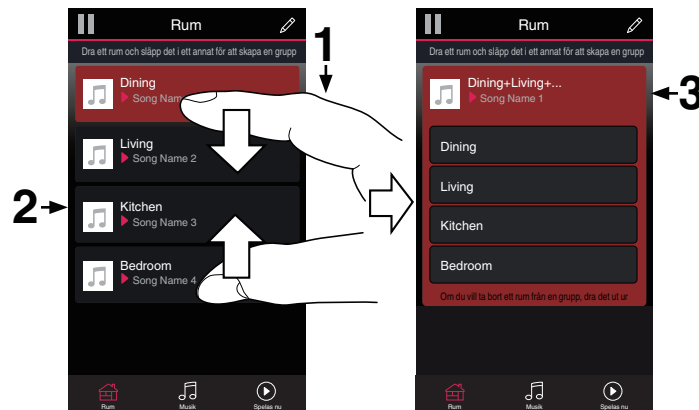 Rum
Dra ett rum och släpp det i ett annat för att skapa en grupp
1
Dining
Song Nam
Living
Song Name 2
2
Kitchen
Song Name 3
Bedroom
Song Name 4
Rum
Musik
Spelas nu
Rum
Dra ett rum och släpp det i ett annat för att skapa en grupp
Dining+Living+...
Song Name 1
3
Dining
Living
Kitchen
Bedroom
Om du vill ta bort ett rum från en grupp, dra det ut ur
Rum
Musik
Spelas nu